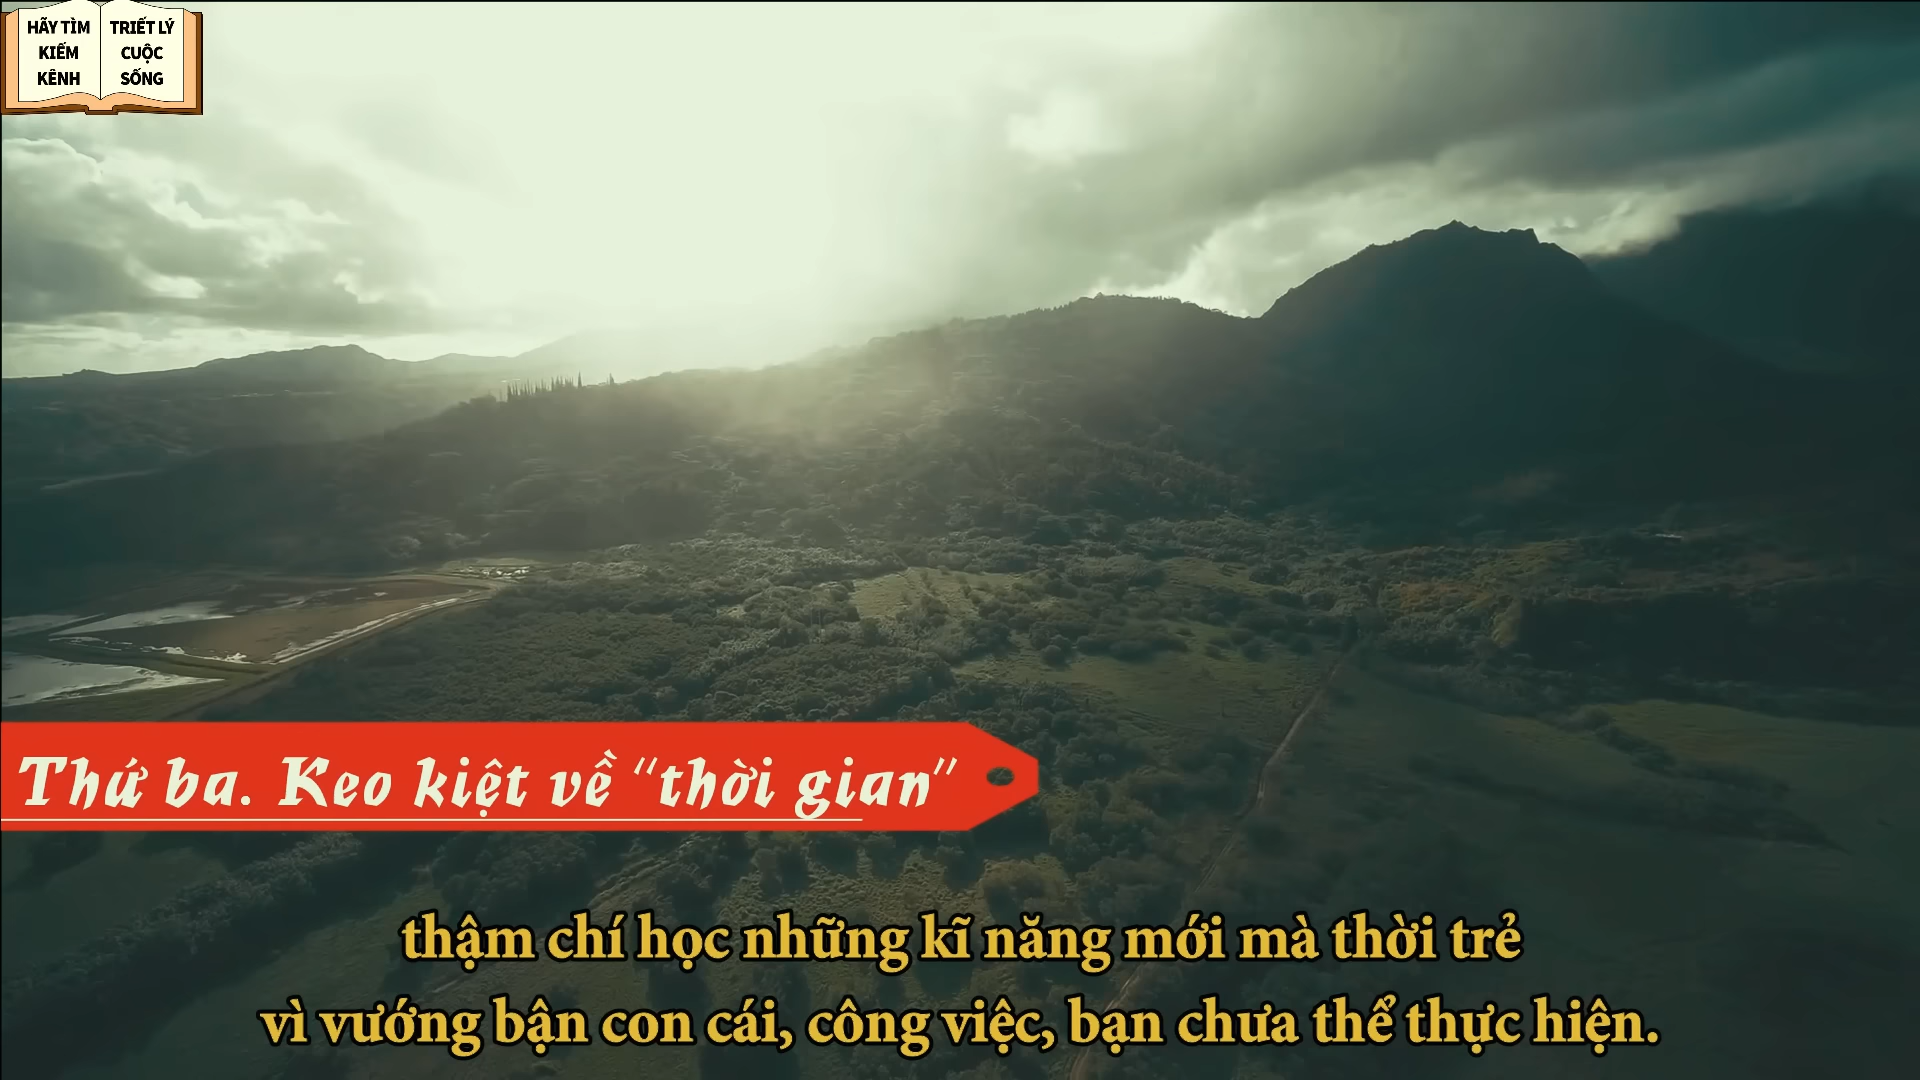 HÃY TÌM
KIẾM
KÊNH
TRIẾT LÝ
CUỘC
SỐNG
Thứ ba. Keo kiệt về “thời gian”
thậm chí học những kĩ năng mới mà thời trẻ
vì vướng bận con cái, công việc, bạn chưa thể thực hiện.